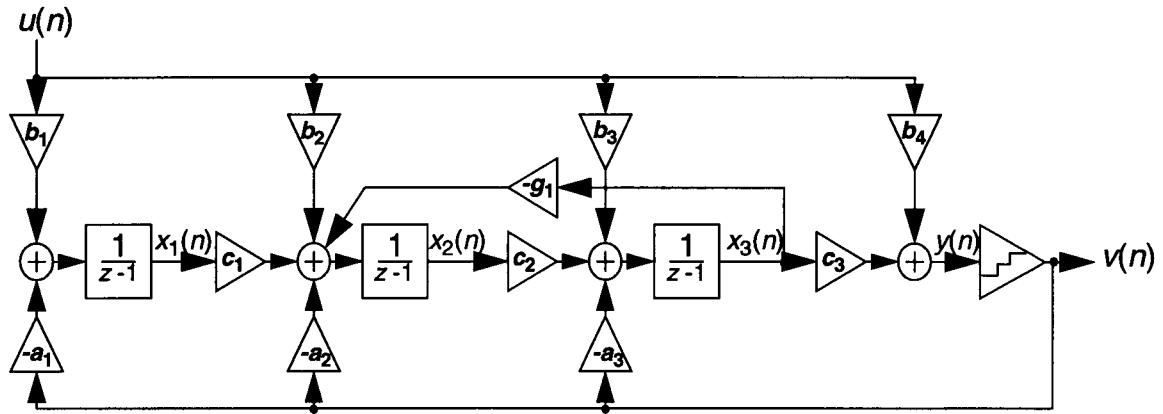 u(n)
b₁ b₂ b₃ b₄
-g₁
1/(z-1) x₁(n) c₁ 1/(z-1) x₂(n) c₂ 1/(z-1) x₃(n) c₃ y(n) v(n)
-a₁ -a₂ -a₃